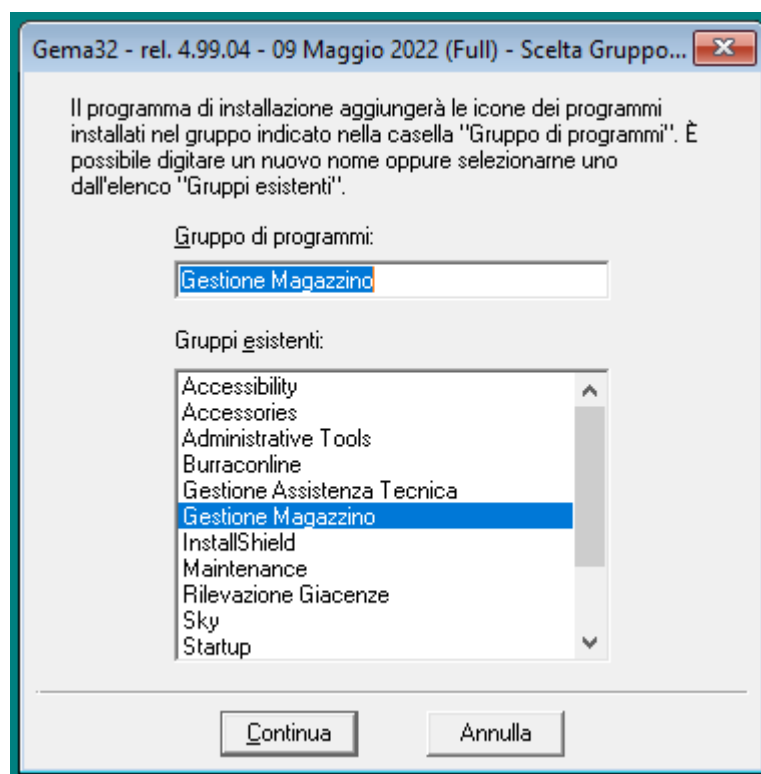 Gema32 - rel. 4.99.04 - 09 Maggio 2022 (Full) - Scelta Gruppo...
Il programma di installazione aggiungerà le icone dei programmi
installati nel gruppo indicato nella casella "Gruppo di programmi". È
possibile digitare un nuovo nome oppure selezionarne uno
dall'elenco "Gruppi esistenti".
Gruppo di programmi:
Gestione Magazzino
Gruppi esistenti:
Accessibility
Accessories
Administrative Tools
Burraconline
Gestione Assistenza Tecnica
Gestione Magazzino
InstallShield
Maintenance
Rilevazione Giacenze
Sky
Startup
Continua Annulla